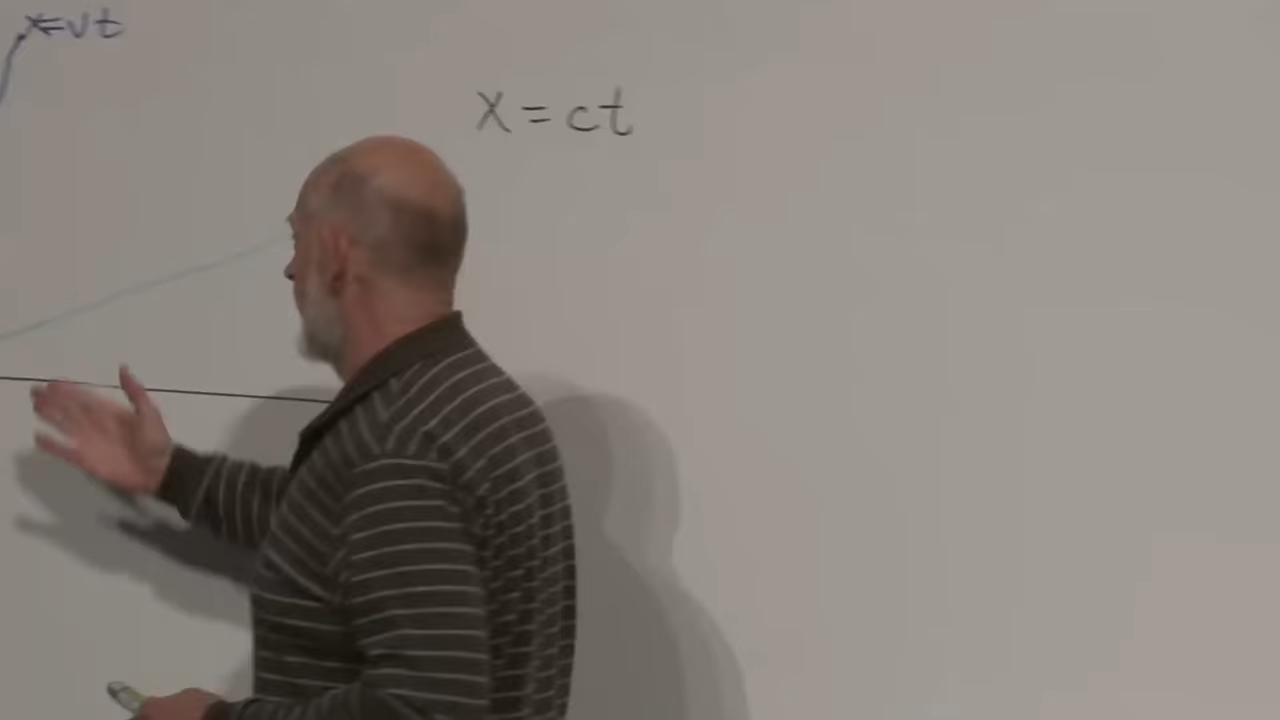 x=vt
x = ct